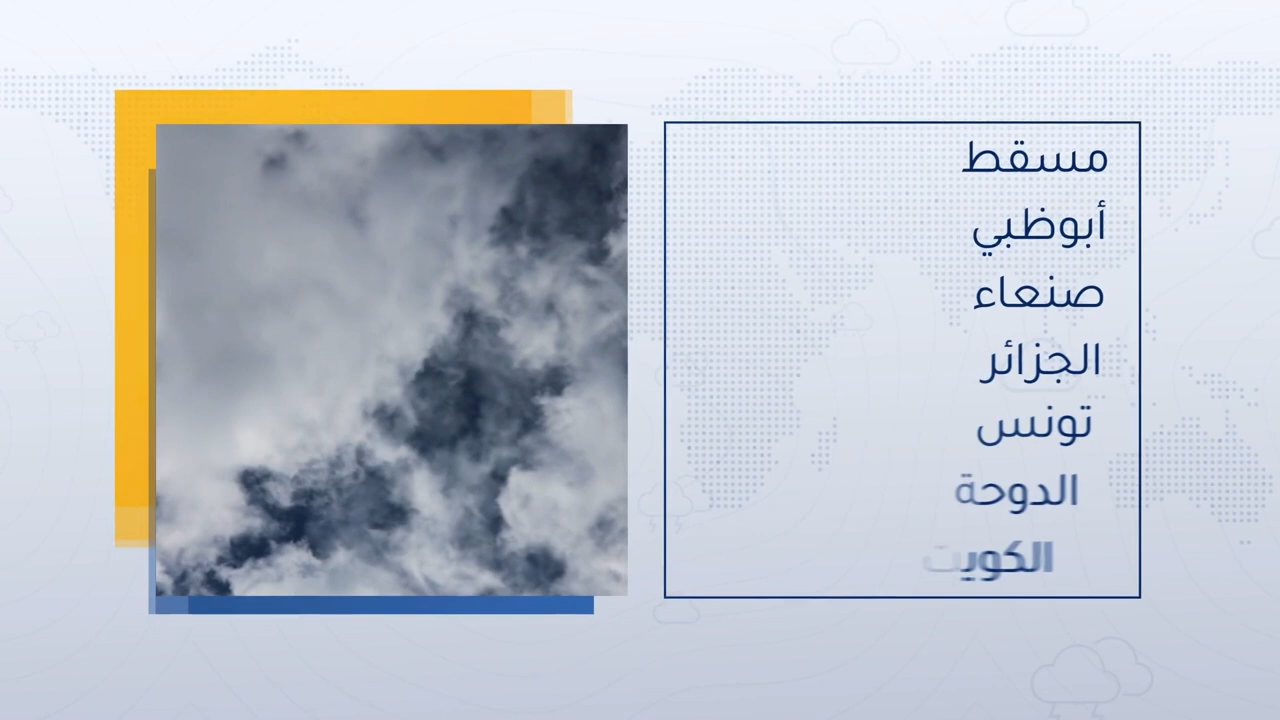 مسقط
أبوظبي
صنعاء
الجزائر
تونس
الدوحة
الكويت